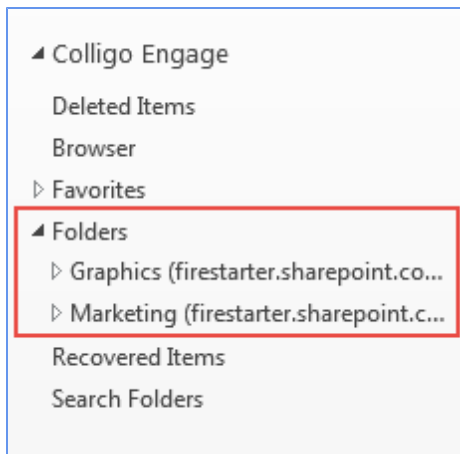 Colligo Engage
Deleted Items
Browser
Favorites
Folders
Graphics (firestarter.sharepoint.co...
Marketing (firestarter.sharepoint.c...
Recovered Items
Search Folders